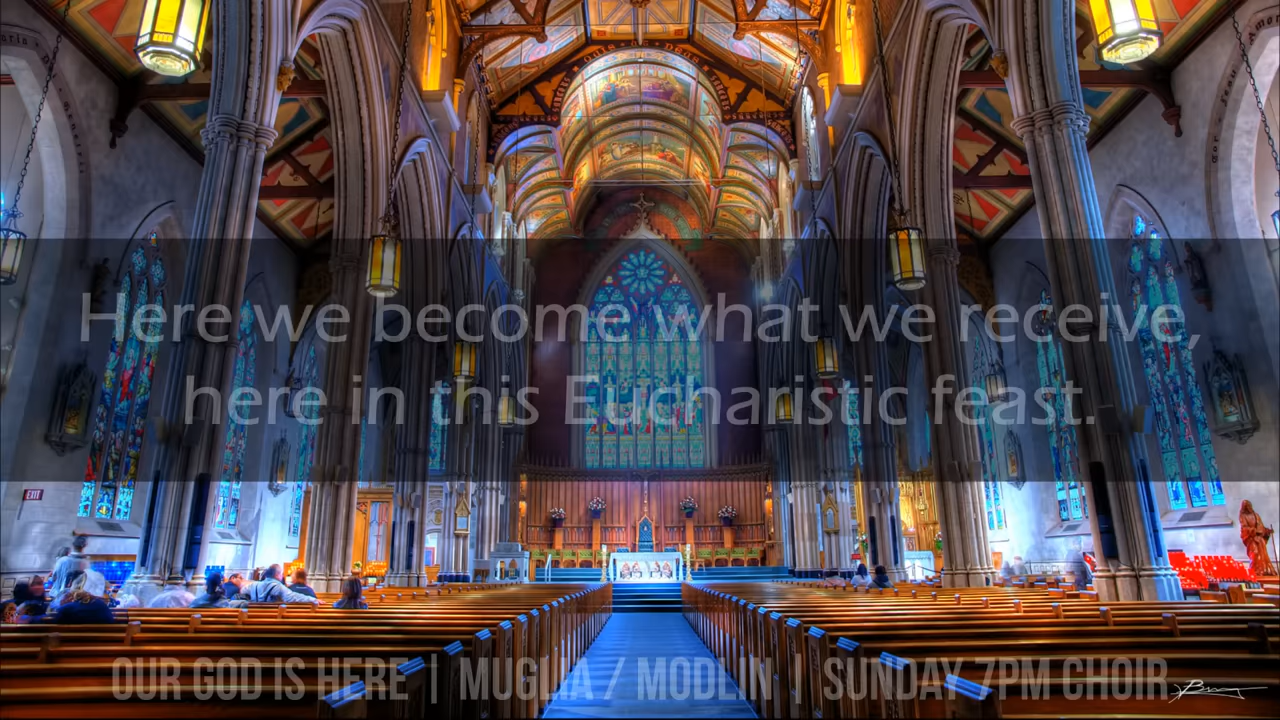 Here we become what we receive,
here in this Eucharistic feast.
EXIT
OUR GOD IS HERE | MUGLIA / MODLIN | SUNDAY 7PM CHOIR